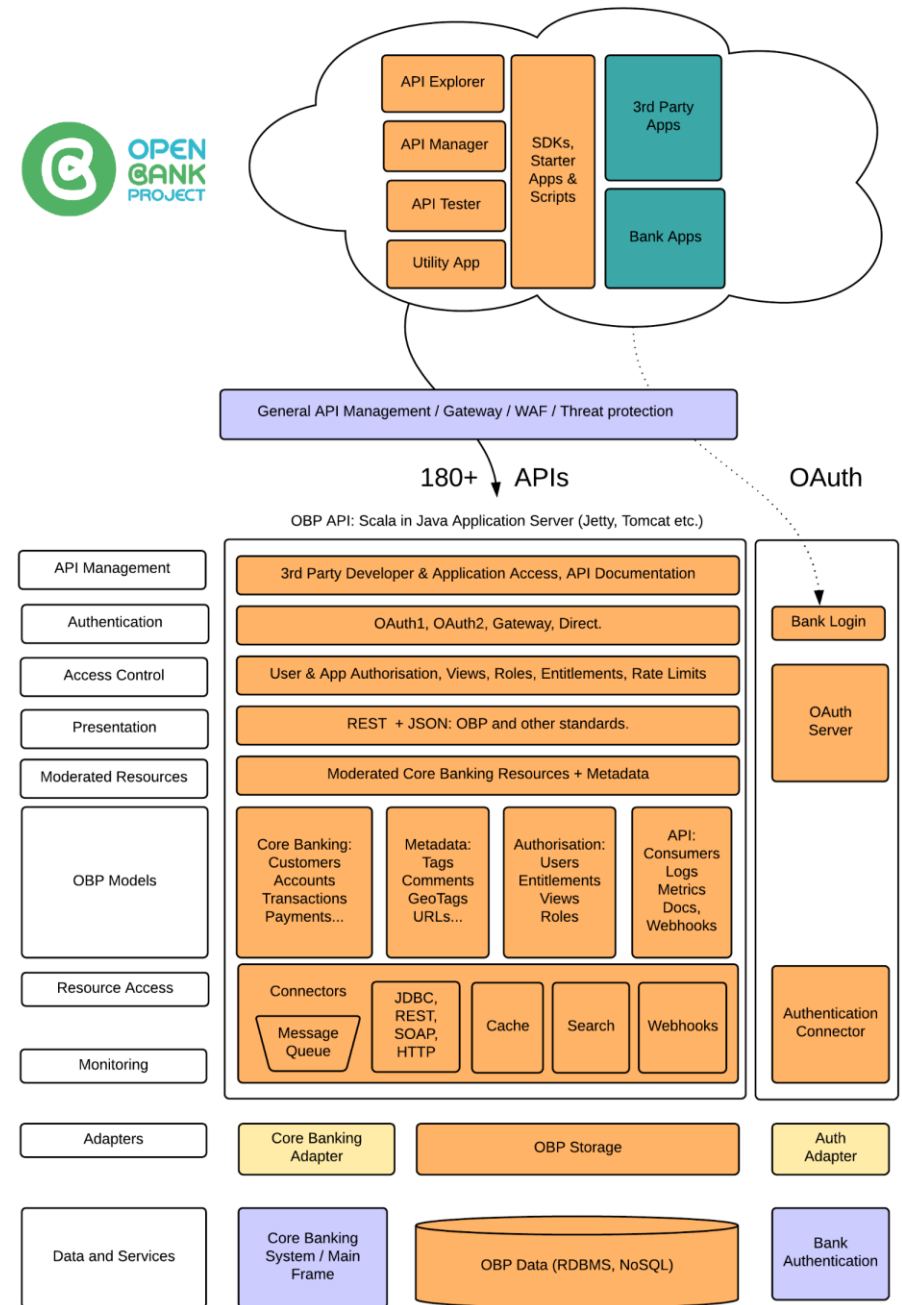 OPEN
BANK
PROJECT
API Explorer
API Manager
API Tester
Utility App
SDKs,
Starter
Apps &
Scripts
3rd Party
Apps
Bank Apps
General API Management / Gateway / WAF / Threat protection
180+ APIs
OAuth
OBP API: Scala in Java Application Server (Jetty, Tomcat etc.)
API Management
3rd Party Developer & Application Access, API Documentation
Authentication
OAuth1, OAuth2, Gateway, Direct.
Bank Login
Access Control
User & App Authorisation, Views, Roles, Entitlements, Rate Limits
OAuth
Server
Presentation
REST + JSON: OBP and other standards.
Moderated Resources
Moderated Core Banking Resources + Metadata
OBP Models
Core Banking:
Customers
Accounts
Transactions
Payments...
Metadata:
Tags
Comments
GeoTags
URLs...
Authorisation:
Users
Entitlements
Views
Roles
API:
Consumers
Logs
Metrics
Docs,
Webhooks
Resource Access
Connectors
Message
Queue
JDBC,
REST,
SOAP,
HTTP
Cache
Search
Webhooks
Authentication
Connector
Monitoring
Adapters
Core Banking
Adapter
OBP Storage
Auth
Adapter
Data and Services
Core Banking
System / Main
Frame
OBP Data (RDBMS, NoSQL)
Bank
Authentication